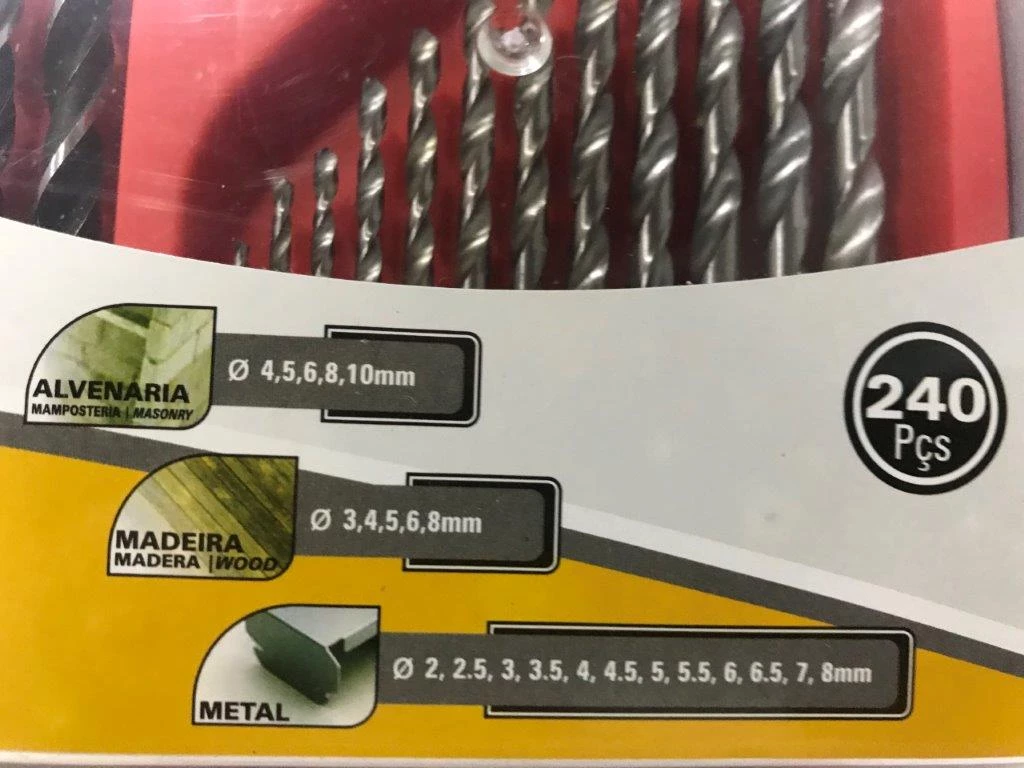 ALVENARIA
MAMPOSTERIA | MASONRY
Ø 4,5,6,8,10mm
240
Pçs
MADEIRA
MADERA | WOOD
Ø 3,4,5,6,8mm
METAL
Ø 2, 2.5, 3, 3.5, 4, 4.5, 5, 5.5, 6, 6.5, 7, 8mm